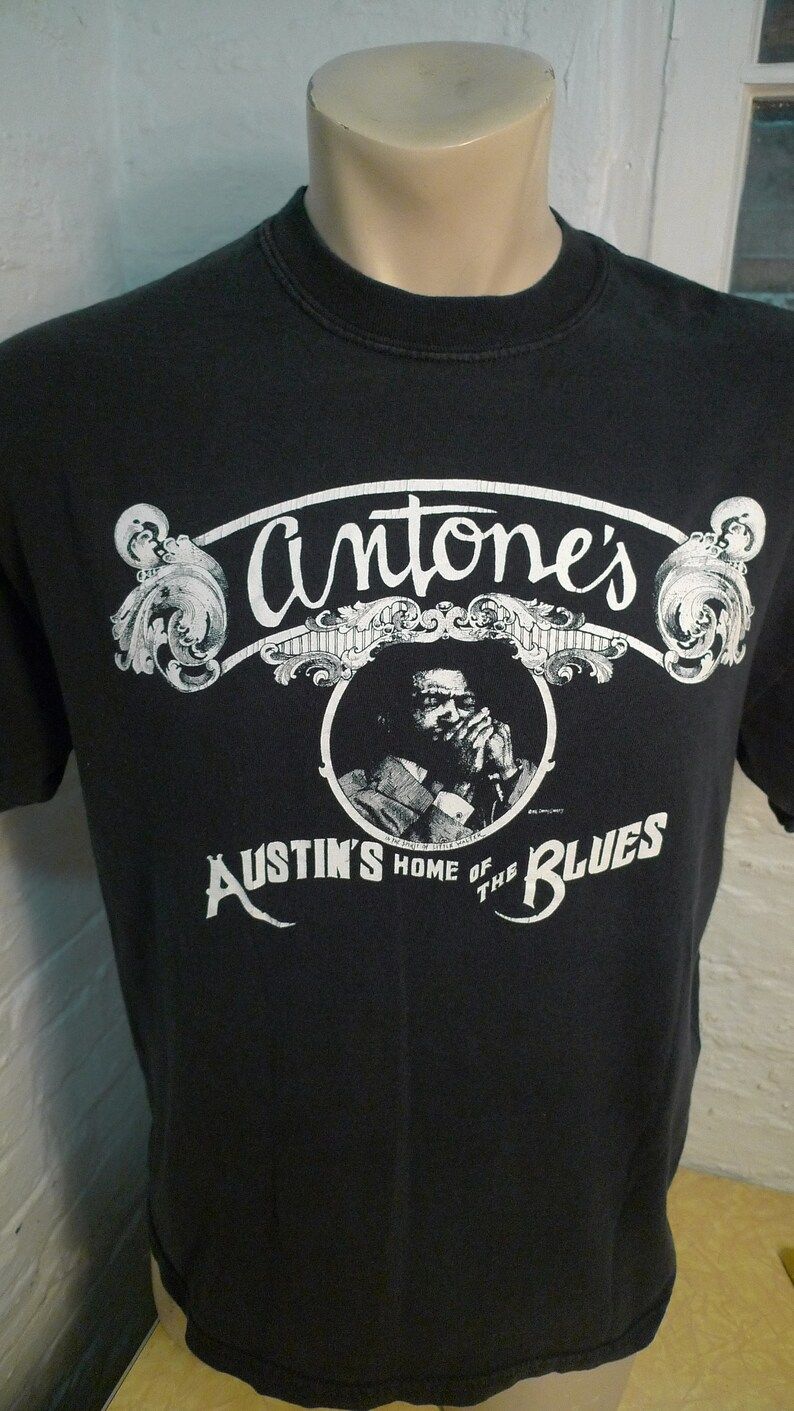 antone's
IN THE SPIRIT OF LITTLE WALTER
AUSTIN'S HOME OF THE BLUES